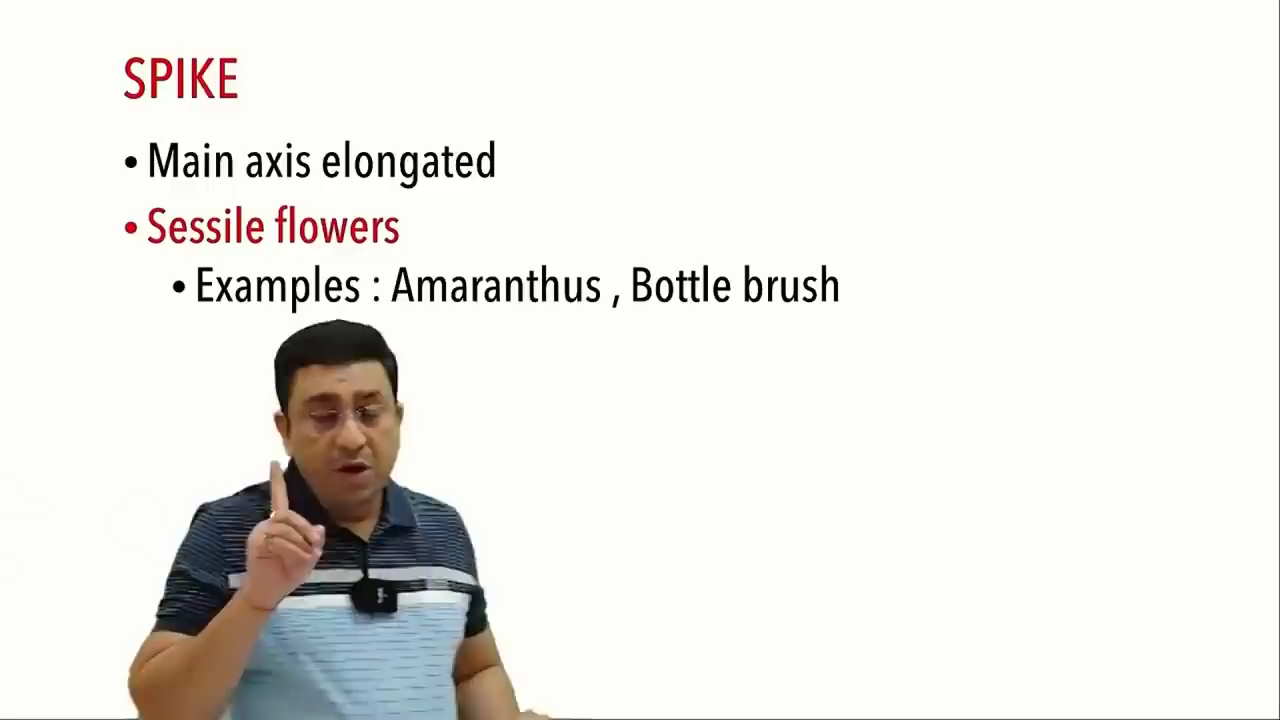 SPIKE
• Main axis elongated
• Sessile flowers
• Examples : Amaranthus , Bottle brush